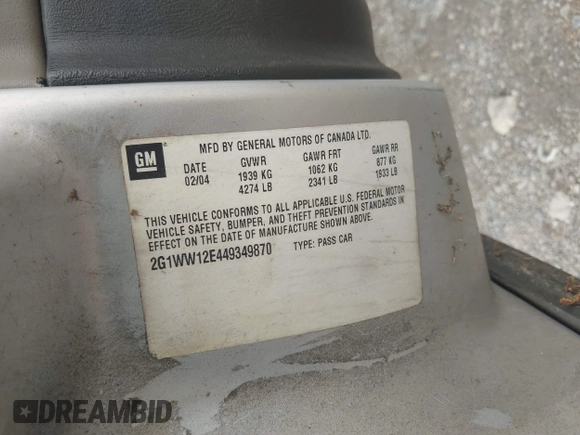 GM
MFD BY GENERAL MOTORS OF CANADA LTD.
DATE GVWR GAWR FRT GAWR RR
02/04 1939 KG 1062 KG 877 KG
4274 LB 2341 LB 1933 LB
THIS VEHICLE CONFORMS TO ALL APPLICABLE U.S. FEDERAL MOTOR
VEHICLE SAFETY, BUMPER, AND THEFT PREVENTION STANDARDS IN
EFFECT ON THE DATE OF MANUFACTURE SHOWN ABOVE.
2G1WW12E449349870 TYPE: PASS CAR
DREAMBID